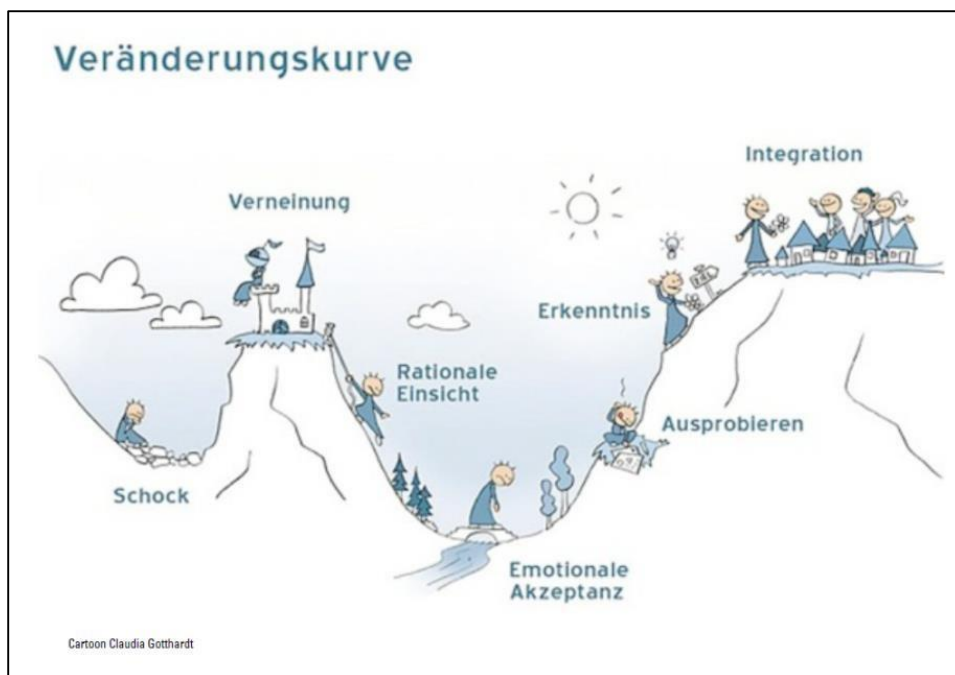 Veränderungskurve
Integration
Verneinung
Erkenntnis
Rationale
Einsicht
Ausprobieren
Schock
Emotionale
Akzeptanz
Cartoon Claudia Gotthardt